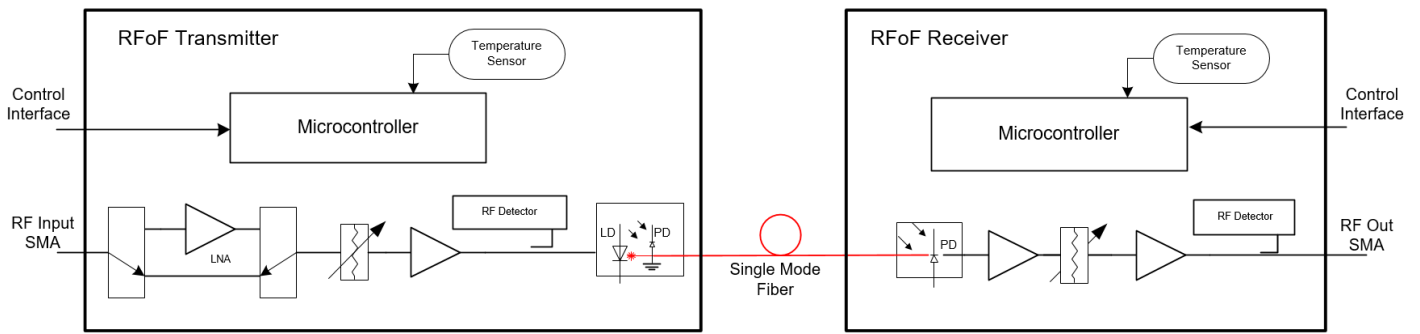 RFoF Transmitter
Temperature
Sensor
Control
Interface
Microcontroller
RF Input
SMA
LNA
RF Detector
LD
PD
Single Mode
Fiber
RFoF Receiver
Temperature
Sensor
Control
Interface
Microcontroller
PD
RF Detector
RF Out
SMA